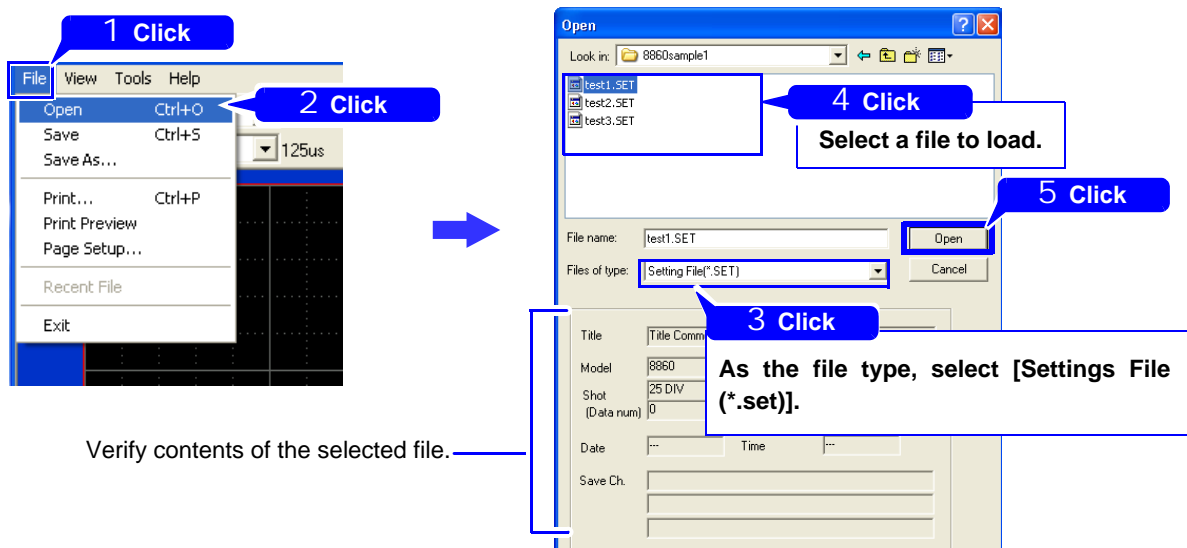 1 Click
File View Tools Help
Open Ctrl+O
2 Click
Save Ctrl+S
Save As...
125us
Print... Ctrl+P
Print Preview
Page Setup...
Recent File
Exit
Open
Look in: 8860sample1
test1.SET
test2.SET
test3.SET
4 Click
Select a file to load.
5 Click
File name: test1.SET
Open
Files of type: Setting File(*.SET)
Cancel
3 Click
As the file type, select [Settings File
(*.set)].
Title
Model 8860
Shot 25 DIV
(Data num) 0
Verify contents of the selected file.
Date --- Time ---
Save Ch.